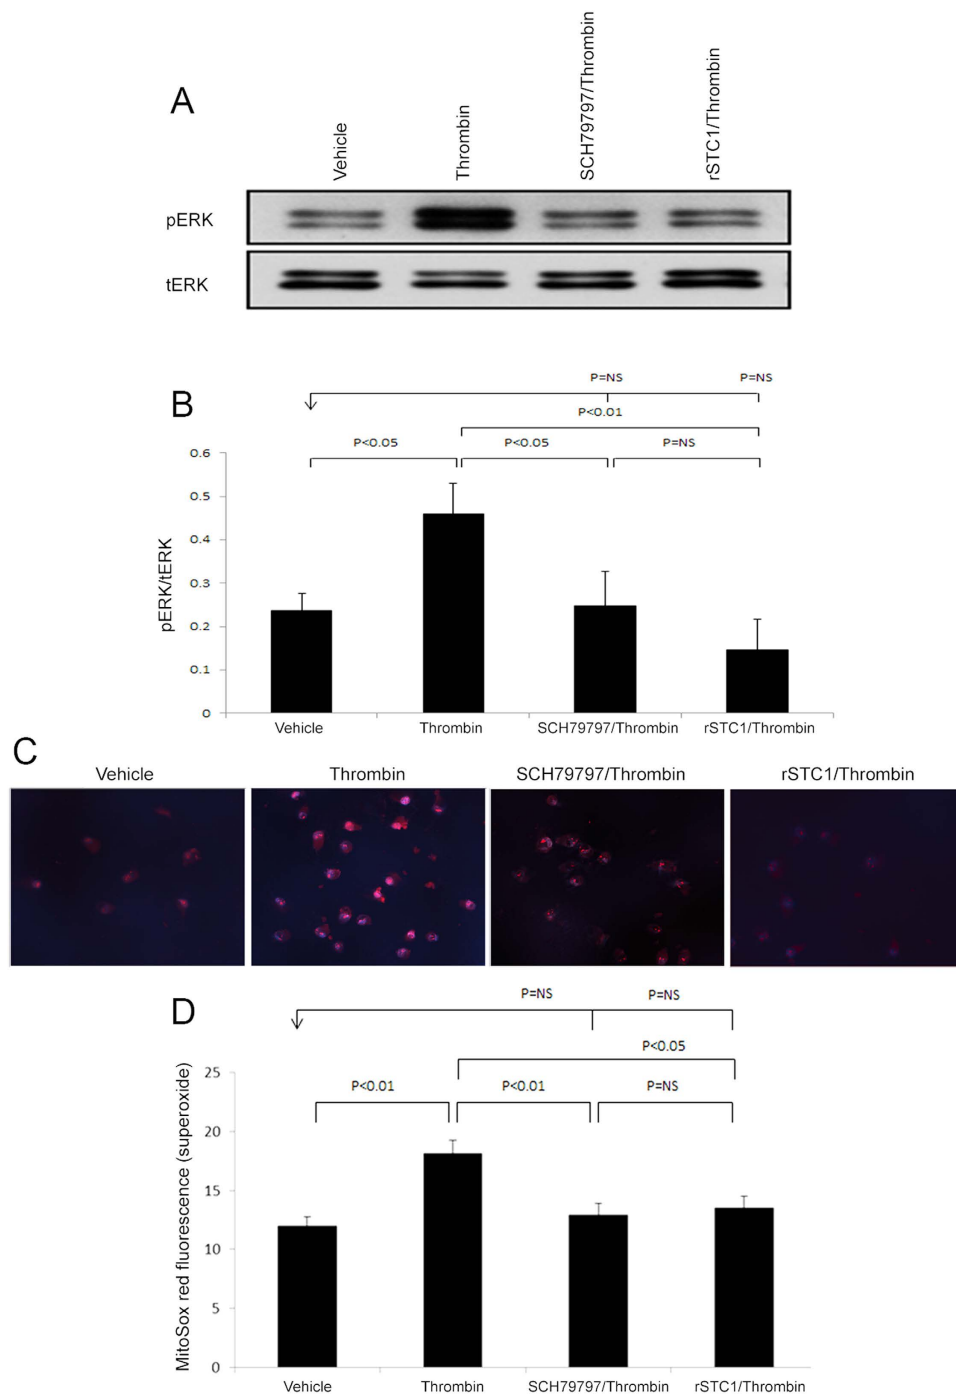 A
Vehicle
Thrombin
SCH79797/Thrombin
rSTC1/Thrombin
pERK
tERK
B
P=NS P=NS
P<0.01
P<0.05 P<0.05 P=NS
0.6
0.5
0.4
0.3
0.2
0.1
0
pERK/tERK
Vehicle Thrombin SCH79797/Thrombin rSTC1/Thrombin
C
Vehicle Thrombin SCH79797/Thrombin rSTC1/Thrombin
D
P=NS P=NS
P<0.05
P<0.01 P<0.01 P=NS
25
20
15
10
5
0
MitoSox red fluorescence (superoxide)
Vehicle Thrombin SCH79797/Thrombin rSTC1/Thrombin